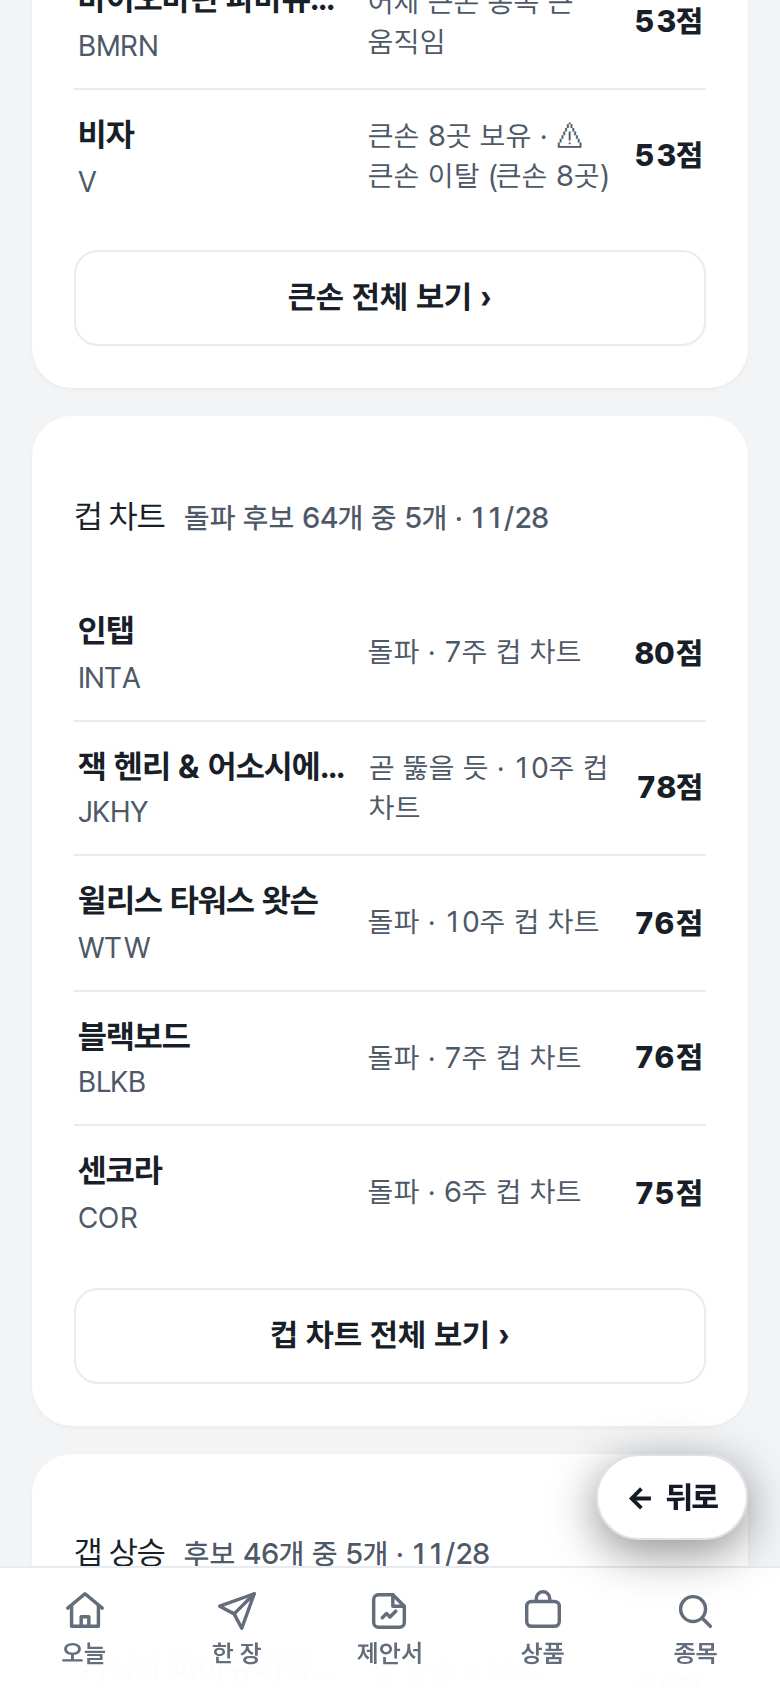 BMRN
움직임
53점
비자
V
큰손 8곳 보유 · ⚠
큰손 이탈 (큰손 8곳)
53점
큰손 전체 보기 ›
컵 차트 돌파 후보 64개 중 5개 · 11/28
인탭
INTA
돌파 · 7주 컵 차트
80점
잭 헨리 & 어소시에...
JKHY
곧 뚫을 듯 · 10주 컵
차트
78점
윌리스 타워스 왓슨
WTW
돌파 · 10주 컵 차트
76점
블랙보드
BLKB
돌파 · 7주 컵 차트
76점
센코라
COR
돌파 · 6주 컵 차트
75점
컵 차트 전체 보기 ›
← 뒤로
갭 상승 후보 46개 중 5개 · 11/28
오늘
한 장
제안서
상품
종목